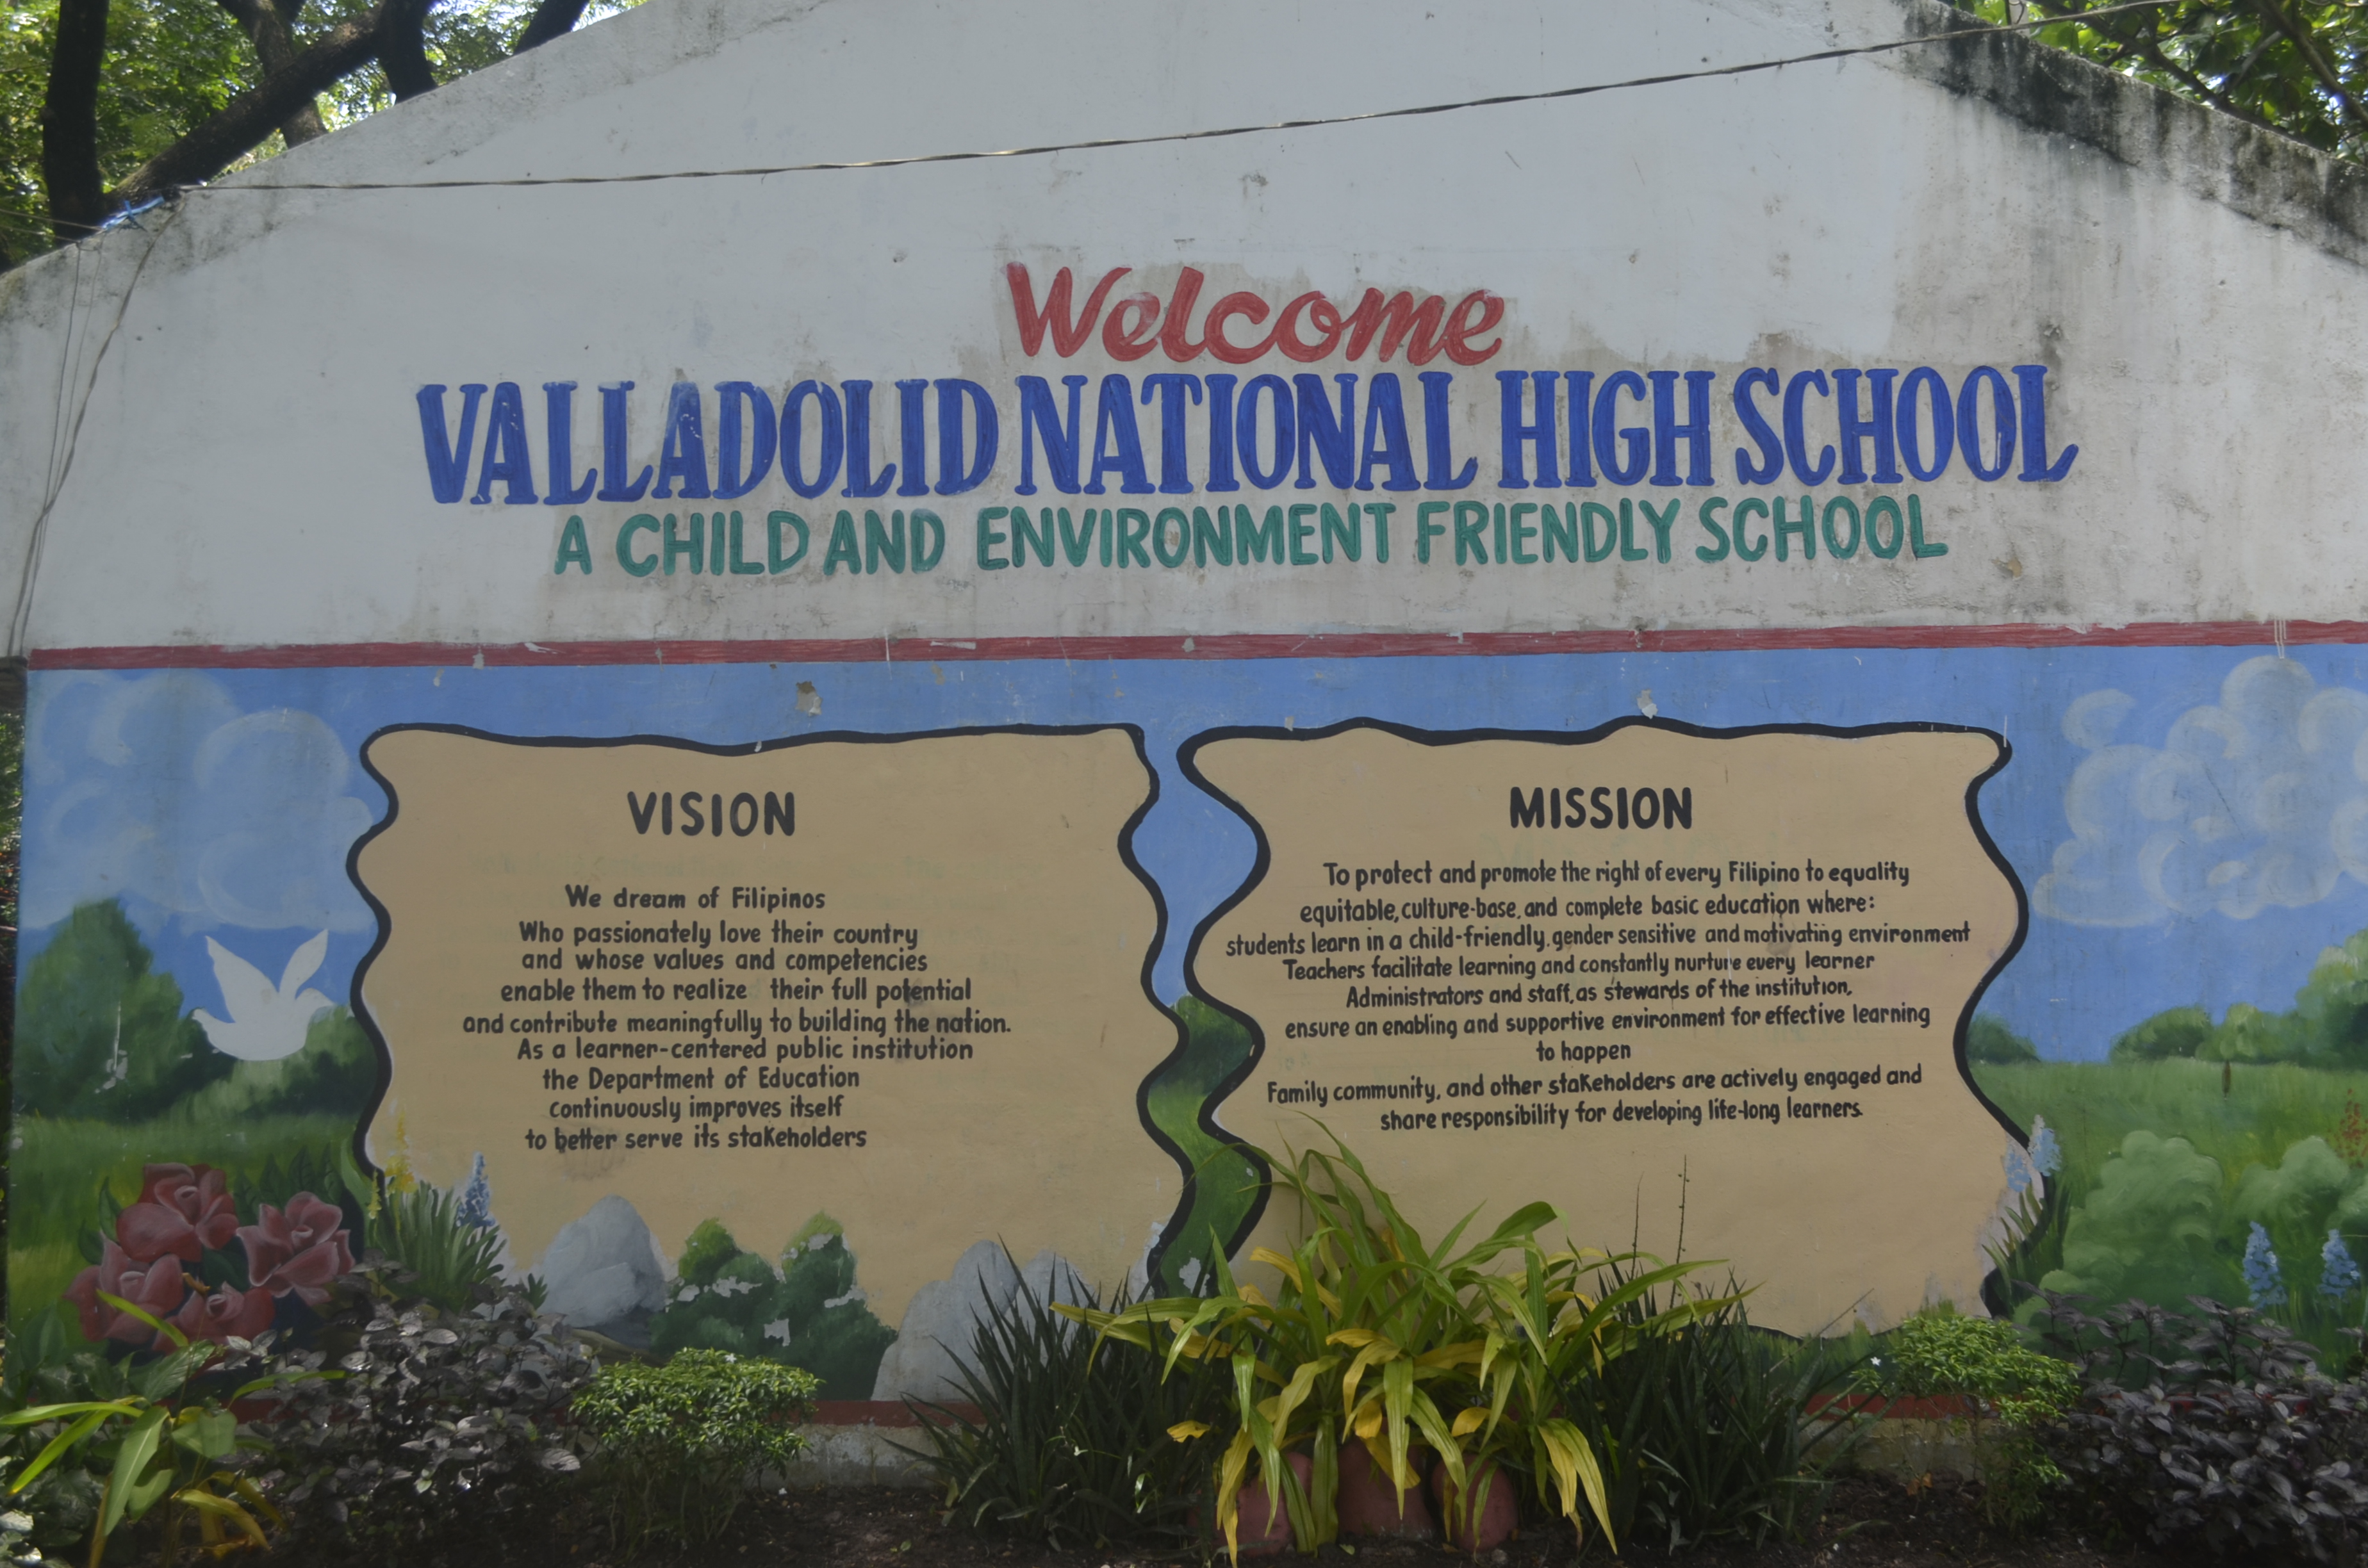 Welcome
VALLADOLID NATIONAL HIGH SCHOOL
A CHILD AND ENVIRONMENT FRIENDLY SCHOOL
VISION
We dream of Filipinos
Who passionately love their country
and whose values and competencies
enable them to realize their full potential
and contribute meaningfully to building the nation.
As a learner-centered public institution
the Department of Education
continuously improves itself
to better serve its stakeholders
MISSION
To protect and promote the right of every Filipino to equality
equitable, culture-base, and complete basic education where:
students learn in a child-friendly, gender sensitive and motivating environment
Teachers facilitate learning and constantly nurture every learner
Administrators and staff, as stewards of the institution,
ensure an enabling and supportive environment for effective learning
to happen
Family community, and other stakeholders are actively engaged and
share responsibility for developing life-long learners.